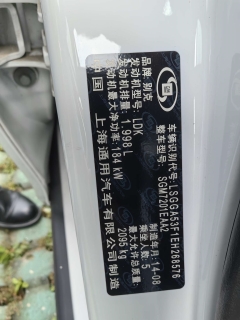 品牌:别克
发动机型号:LDK
发动机排量:1.998L
发动机最大净功率:184 kW
车辆识别代号:LSGGA53F1EH268576
整车型号:SGM7201EAA2
制造年月:14-08
乘坐人数:5
最大允许总质量:2095 kg
中国
上海通用汽车有限公司制造